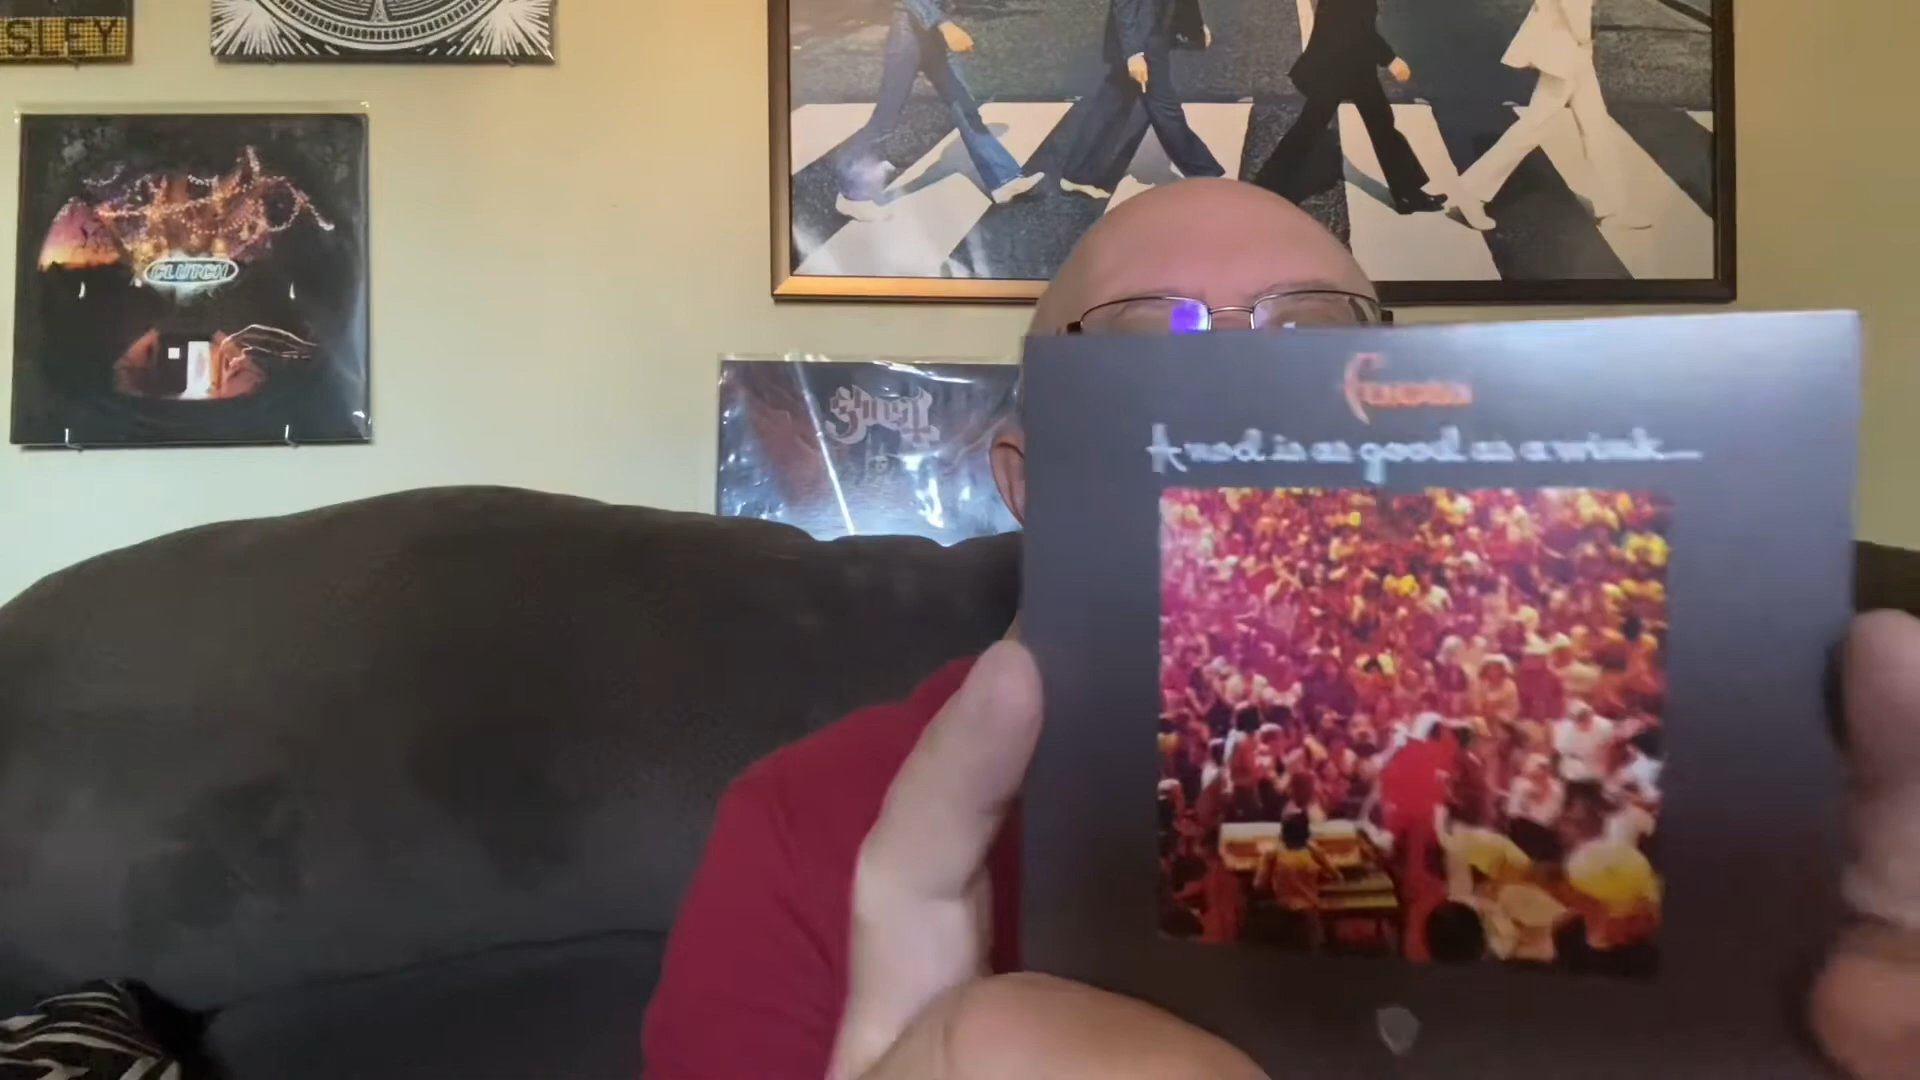 SLEY
CLUTCH
Ghost
Faces
A nod is as good as a wink...